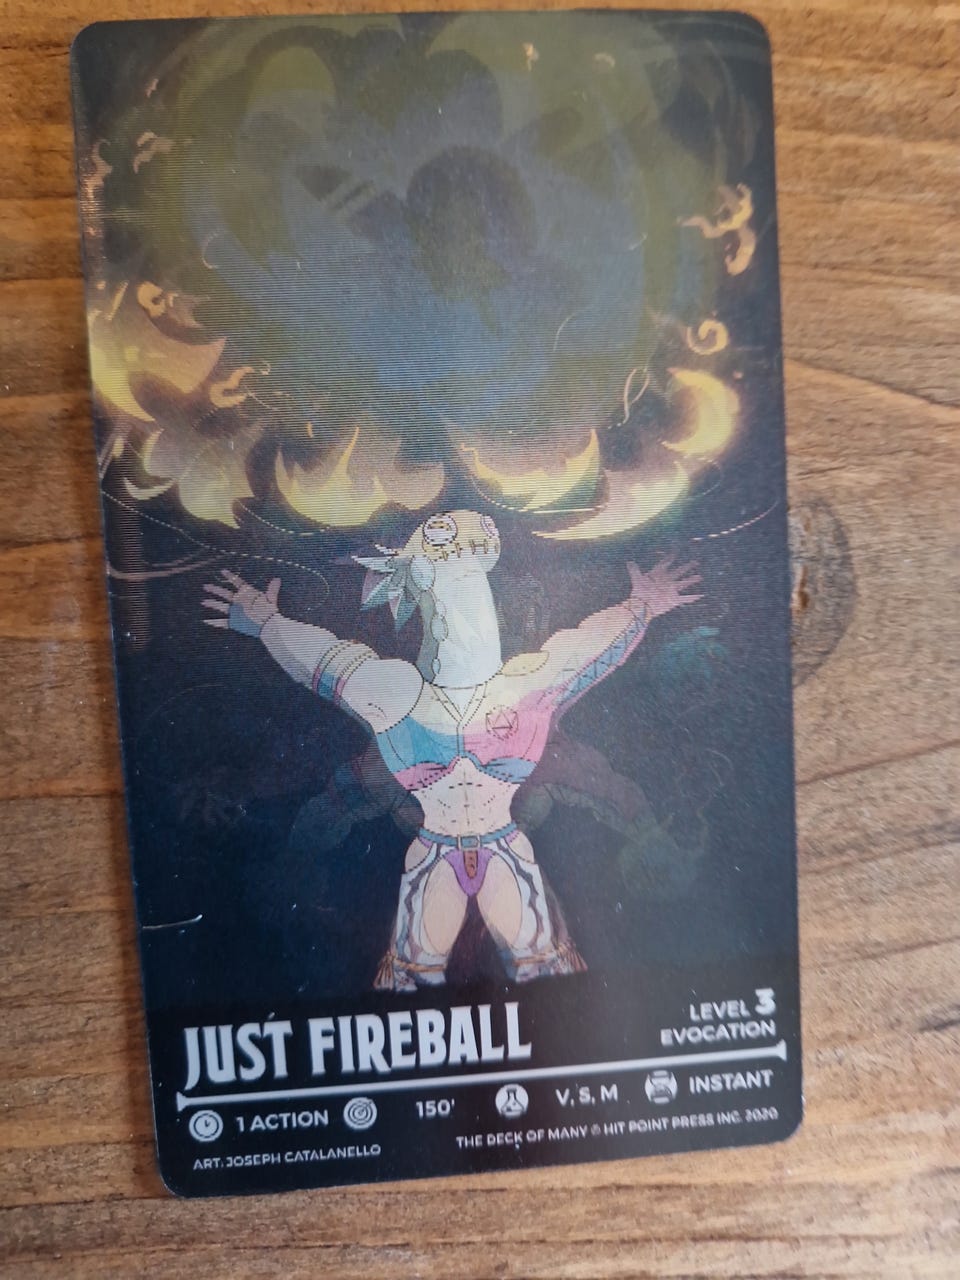 JUST FIREBALL
LEVEL 3
EVOCATION
1 ACTION 150' V, S, M INSTANT
ART: JOSEPH CATALANELLO
THE DECK OF MANY © HIT POINT PRESS INC. 2020